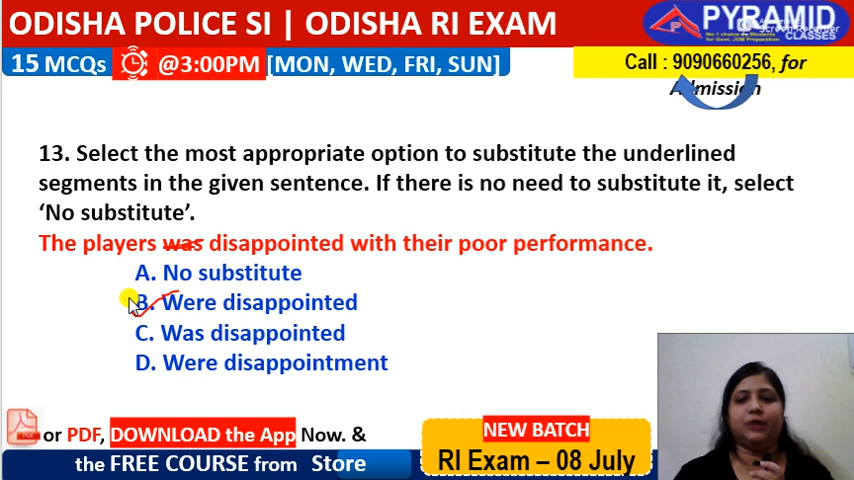 ODISHA POLICE SI | ODISHA RI EXAM
PYRAMID
CLASSES
15 MCQs @3:00PM [MON, WED, FRI, SUN]
Call : 9090660256, for
Admission
13. Select the most appropriate option to substitute the underlined
segments in the given sentence. If there is no need to substitute it, select
‘No substitute’.
The players was disappointed with their poor performance.
A. No substitute
B. Were disappointed
C. Was disappointed
D. Were disappointment
or PDF, DOWNLOAD the App Now. &
the FREE COURSE from Store
NEW BATCH
RI Exam – 08 July